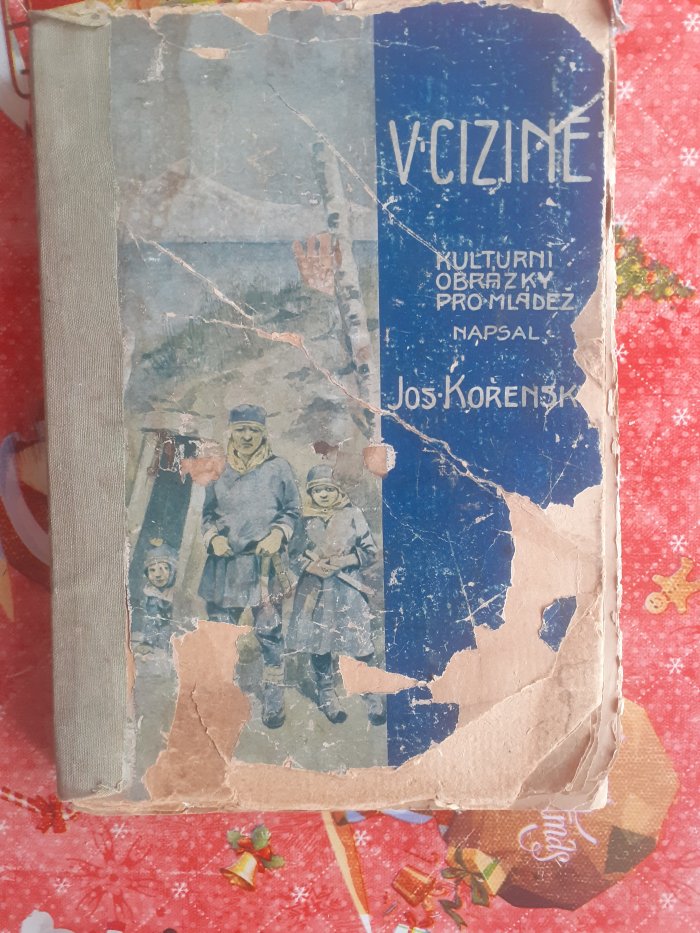 V·CIZINĚ
KULTURNÍ
OBRÁZKY
PRO·MLÁDEŽ
NAPSAL
JOS·KOŘENSK